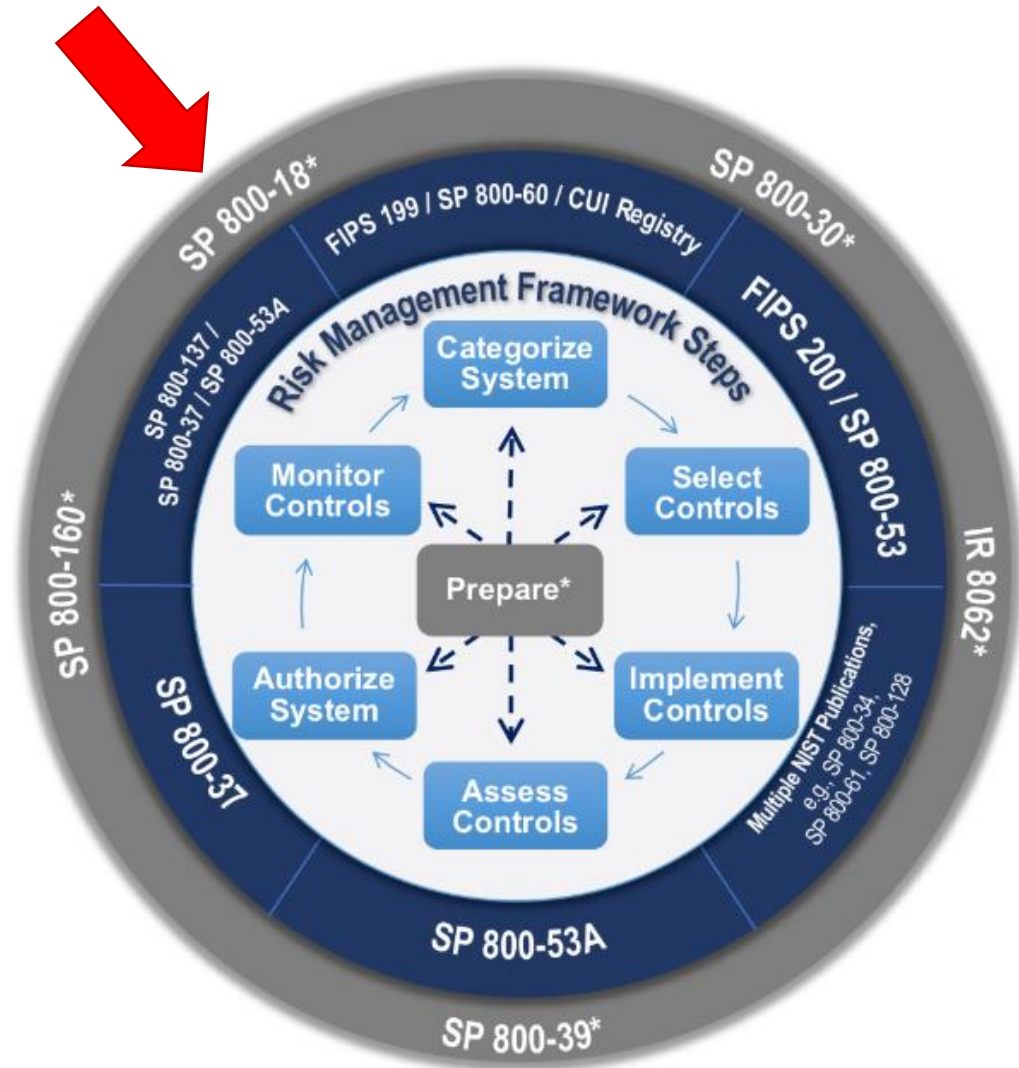 SP 800-18*
SP 800-30*
IR 8062*
SP 800-39*
SP 800-160*
FIPS 199 / SP 800-60 / CUI Registry
FIPS 200 / SP 800-53
Multiple NIST Publications,
e.g., SP 800-34,
SP 800-61, SP 800-128
SP 800-53A
SP 800-37
SP 800-137 /
SP 800-37 / SP 800-53A
Risk Management Framework Steps
Categorize
System
Select
Controls
Implement
Controls
Assess
Controls
Authorize
System
Monitor
Controls
Prepare*